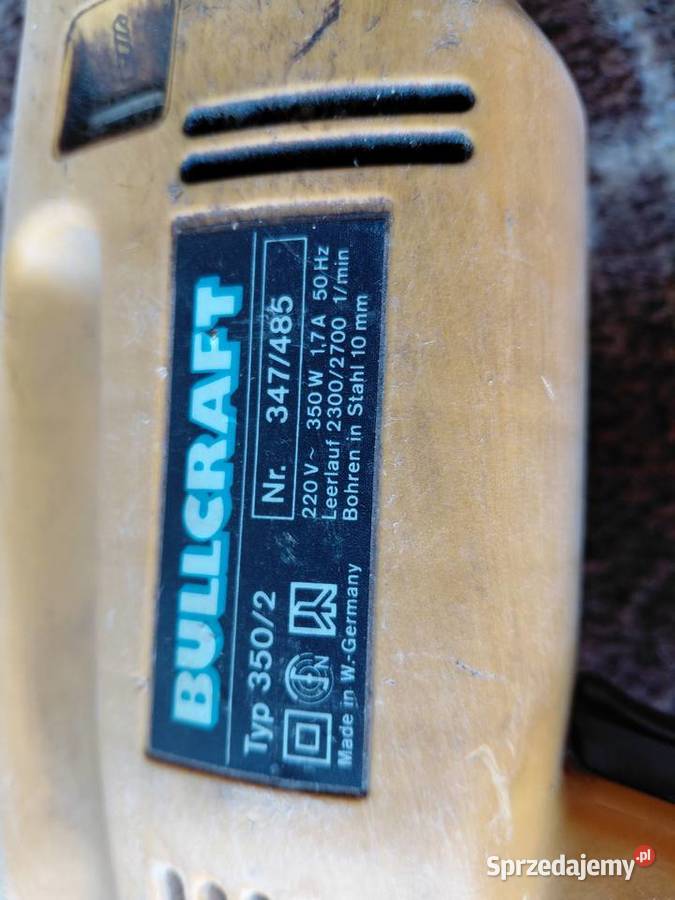 BULLCRAFT
Typ 350/2
Nr. 347/485
220 V ~ 350 W 1,7 A 50 Hz
Leerlauf 2300/2700 1/min
Bohren in Stahl 10 mm
Made in W.-Germany
Sprzedajemy.pl